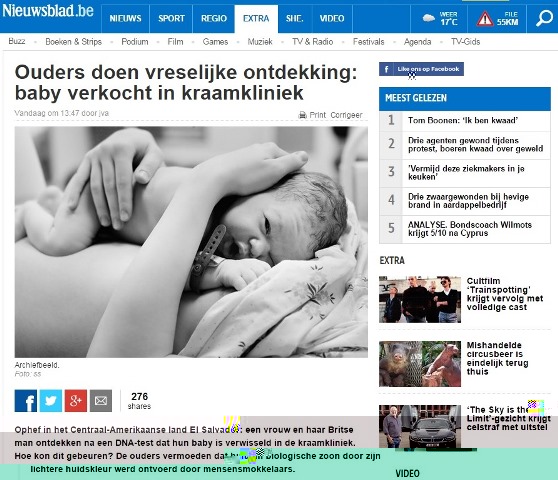 Nieuwsblad.be
NIEUWS SPORT REGIO EXTRA SHE. VIDEO
WEER 17°C
FILE 55KM
Buzz Boeken & Strips Podium Film Games Muziek TV & Radio Festivals Agenda TV-Gids
Ouders doen vreselijke ontdekking:
baby verkocht in kraamkliniek
Vandaag om 13:47 door jva
Print Corrigeer
Archiefbeeld.
Foto: ss
276
shares
Ophef in het Centraal-Amerikaanse land El Salvador: een vrouw en haar Britse
man ontdekken na een DNA-test dat hun baby is verwisseld in de kraamkliniek.
Hoe kon dit gebeuren? De ouders vermoeden dat biologische zoon door zijn
lichtere huidskleur werd ontvoerd door mensensmokkelaars.
Like ons op Facebook
MEEST GELEZEN
1 Tom Boonen: ‘Ik ben kwaad’
2 Drie agenten gewond tijdens
protest, boeren kwaad over geweld
3 ‘Vermijd deze ziekmakers in je
keuken’
4 Drie zwaargewonden bij hevige
brand in aardappelbedrijf
5 ANALYSE. Bondscoach Wilmots
krijgt 5/10 na Cyprus
EXTRA
Cultfilm
‘Trainspotting’
krijgt vervolg met
volledige cast
Mishandelde
circusbeer is
eindelijk terug
thuis
‘The Sky is the
Limit’-gezicht krijgt
celstraf met uitstel
VIDEO